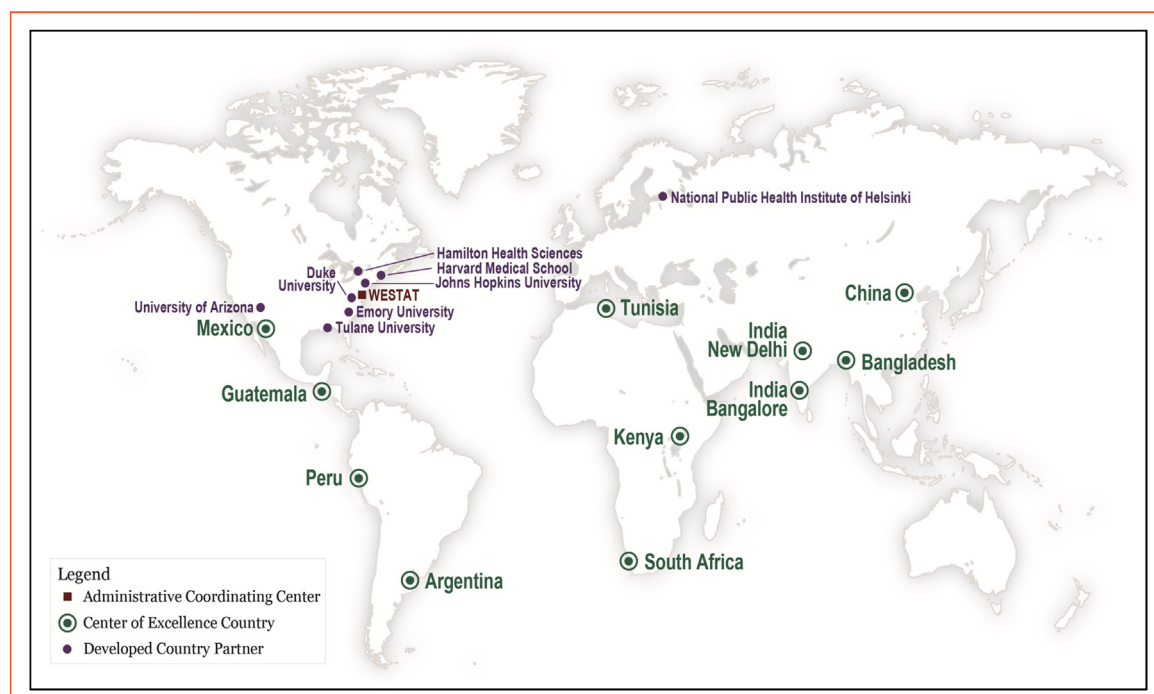 National Public Health Institute of Helsinki
Hamilton Health Sciences
Harvard Medical School
Johns Hopkins University
Duke
University
WESTAT
University of Arizona
Emory University
Tulane University
Mexico
Guatemala
Peru
Argentina
Tunisia
China
India
New Delhi
Bangladesh
India
Bangalore
Kenya
South Africa
Legend
Administrative Coordinating Center
Center of Excellence Country
Developed Country Partner